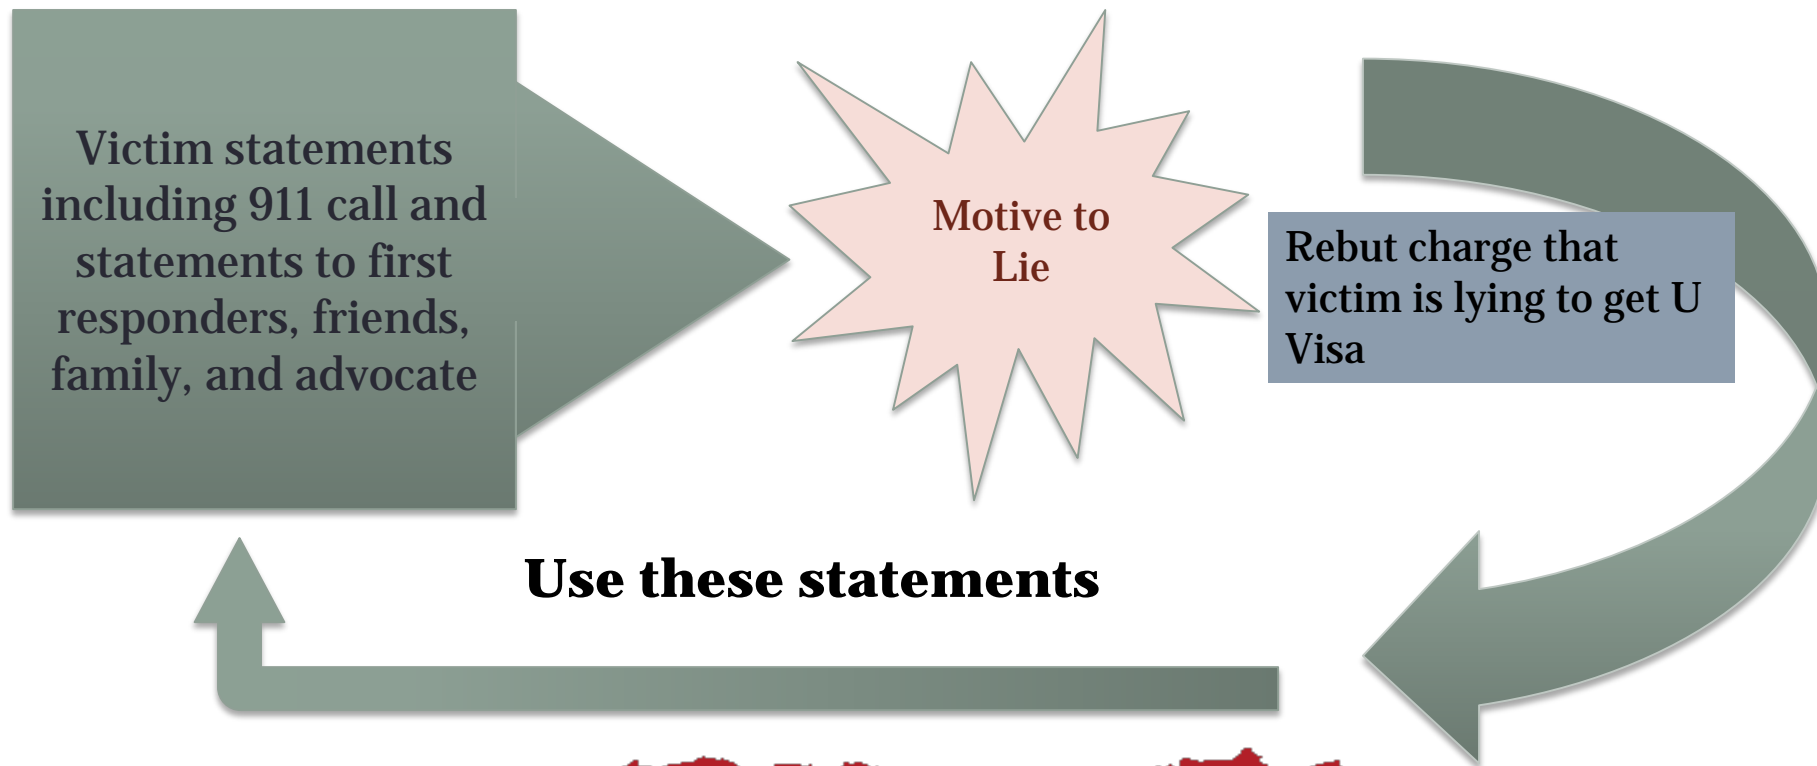 Victim statements
including 911 call and
statements to first
responders, friends,
family, and advocate
Motive to
Lie
Rebut charge that
victim is lying to get U
Visa
Use these statements